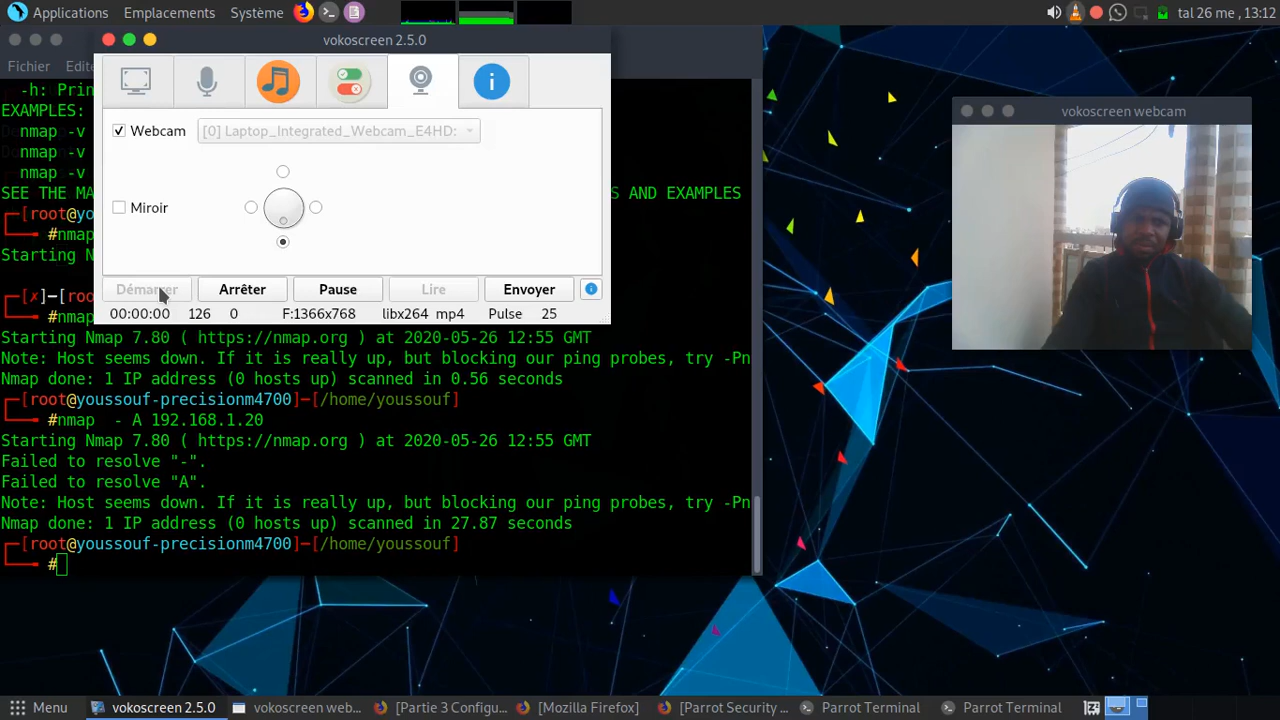 Applications Emplacements Système tal 26 me , 13:12
vokoscreen 2.5.0
Fichier Edite
-h: Prin
EXAMPLES:
nmap -v
nmap -v
nmap -v
SEE THE MA S AND EXAMPLES
┌─[root@y
└──╼ #nmap
Starting N
┌─[✗]─[roo
└──╼ #nmap
Webcam [0] Laptop_Integrated_Webcam_E4HD:
Miroir
Démarrer Arrêter Pause Lire Envoyer
00:00:00 126 0 F:1366x768 libx264 mp4 Pulse 25
Starting Nmap 7.80 ( https://nmap.org ) at 2020-05-26 12:55 GMT
Note: Host seems down. If it is really up, but blocking our ping probes, try -Pn
Nmap done: 1 IP address (0 hosts up) scanned in 0.56 seconds
┌─[root@youssouf-precisionm4700]─[/home/youssouf]
└──╼ #nmap - A 192.168.1.20
Starting Nmap 7.80 ( https://nmap.org ) at 2020-05-26 12:55 GMT
Failed to resolve "-".
Failed to resolve "A".
Note: Host seems down. If it is really up, but blocking our ping probes, try -Pn
Nmap done: 1 IP address (0 hosts up) scanned in 27.87 seconds
┌─[root@youssouf-precisionm4700]─[/home/youssouf]
└──╼ #
vokoscreen webcam
Menu vokoscreen 2.5.0 vokoscreen web... [Partie 3 Configu... [Mozilla Firefox] [Parrot Security ... Parrot Terminal Parrot Terminal